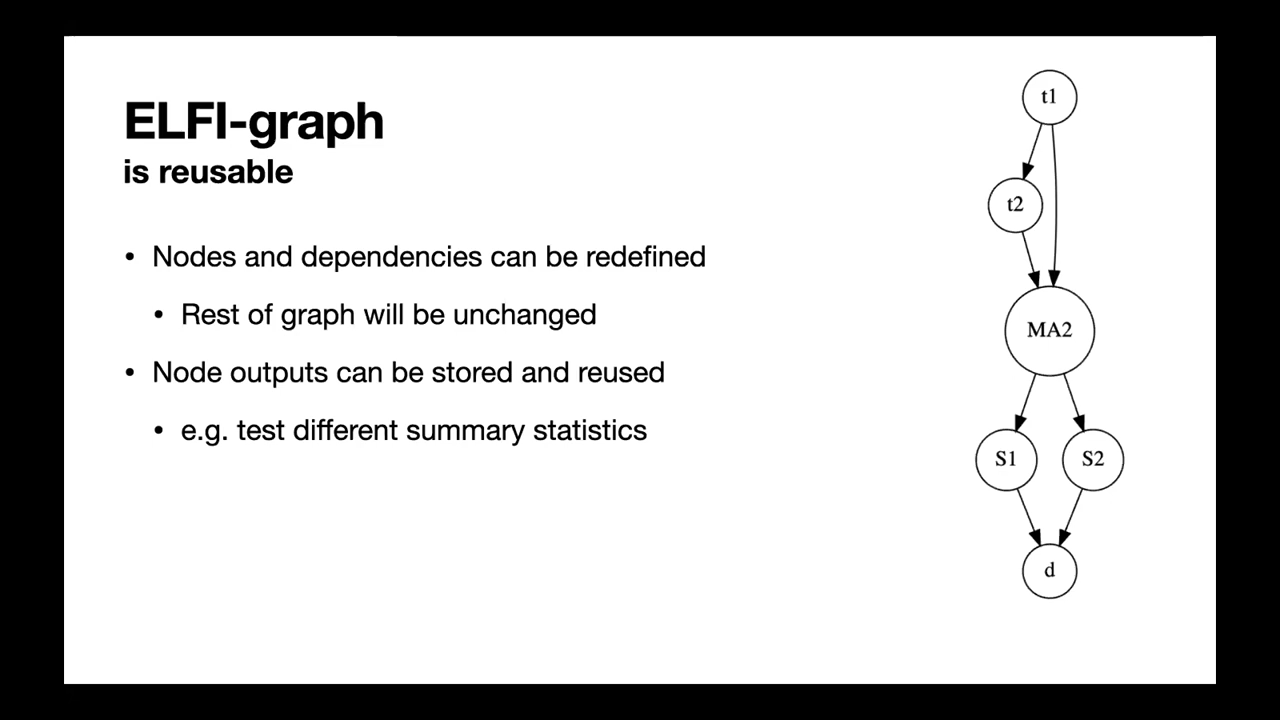 ELFI-graph
is reusable
• Nodes and dependencies can be redefined
• Rest of graph will be unchanged
• Node outputs can be stored and reused
• e.g. test different summary statistics
t1
t2
MA2
S1 S2
d